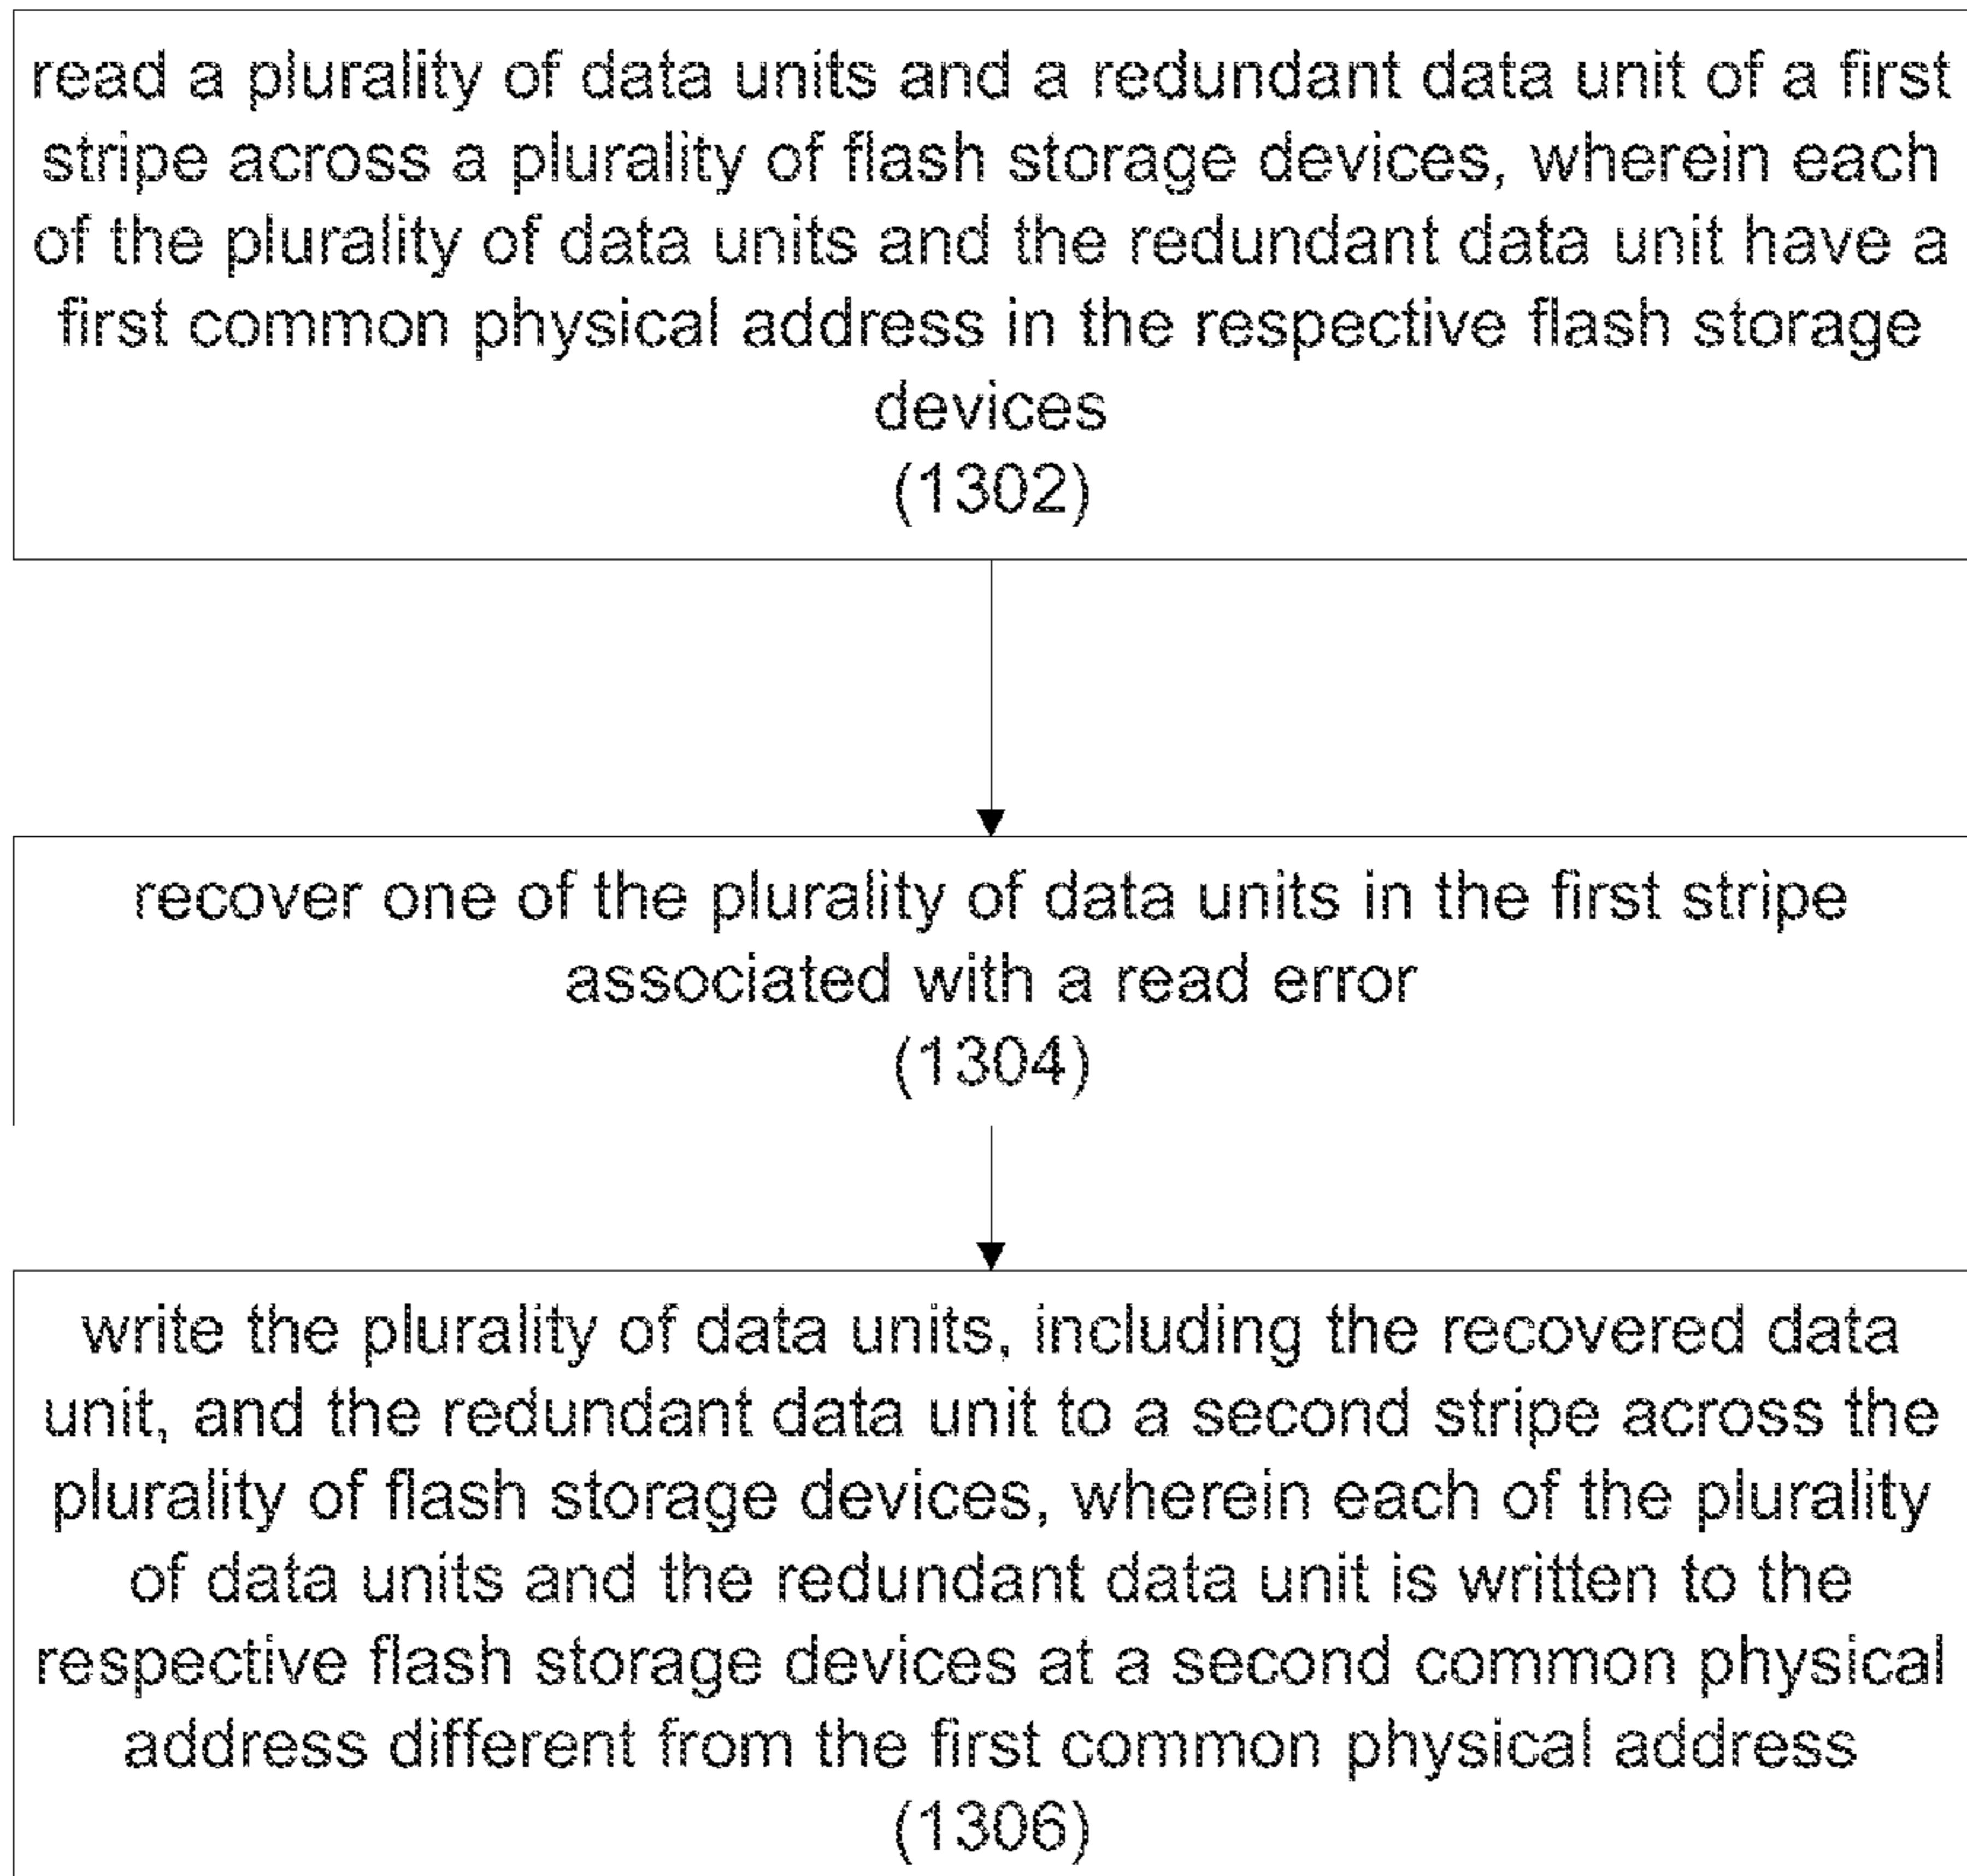 read a plurality of data units and a redundant data unit of a first
stripe across a plurality of flash storage devices, wherein each
of the plurality of data units and the redundant data unit have a
first common physical address in the respective flash storage
devices
(1302)
recover one of the plurality of data units in the first stripe
associated with a read error
(1304)
write the plurality of data units, including the recovered data
unit, and the redundant data unit to a second stripe across the
plurality of flash storage devices, wherein each of the plurality
of data units and the redundant data unit is written to the
respective flash storage devices at a second common physical
address different from the first common physical address
(1306)